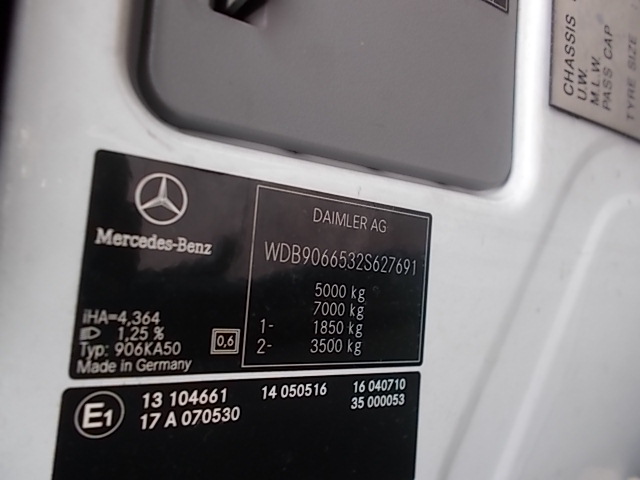 CHASSIS
U.W.
M.L.W.
PASS CAP
TYRE SIZE
Mercedes-Benz
DAIMLER AG
WDB9066532S627691
5000 kg
7000 kg
1- 1850 kg
2- 3500 kg
iHA=4,364
1,25 %
Typ: 906KA50
0,6
Made in Germany
E1
13 104661
17 A 070530
14 050516
16 040710
35 000053